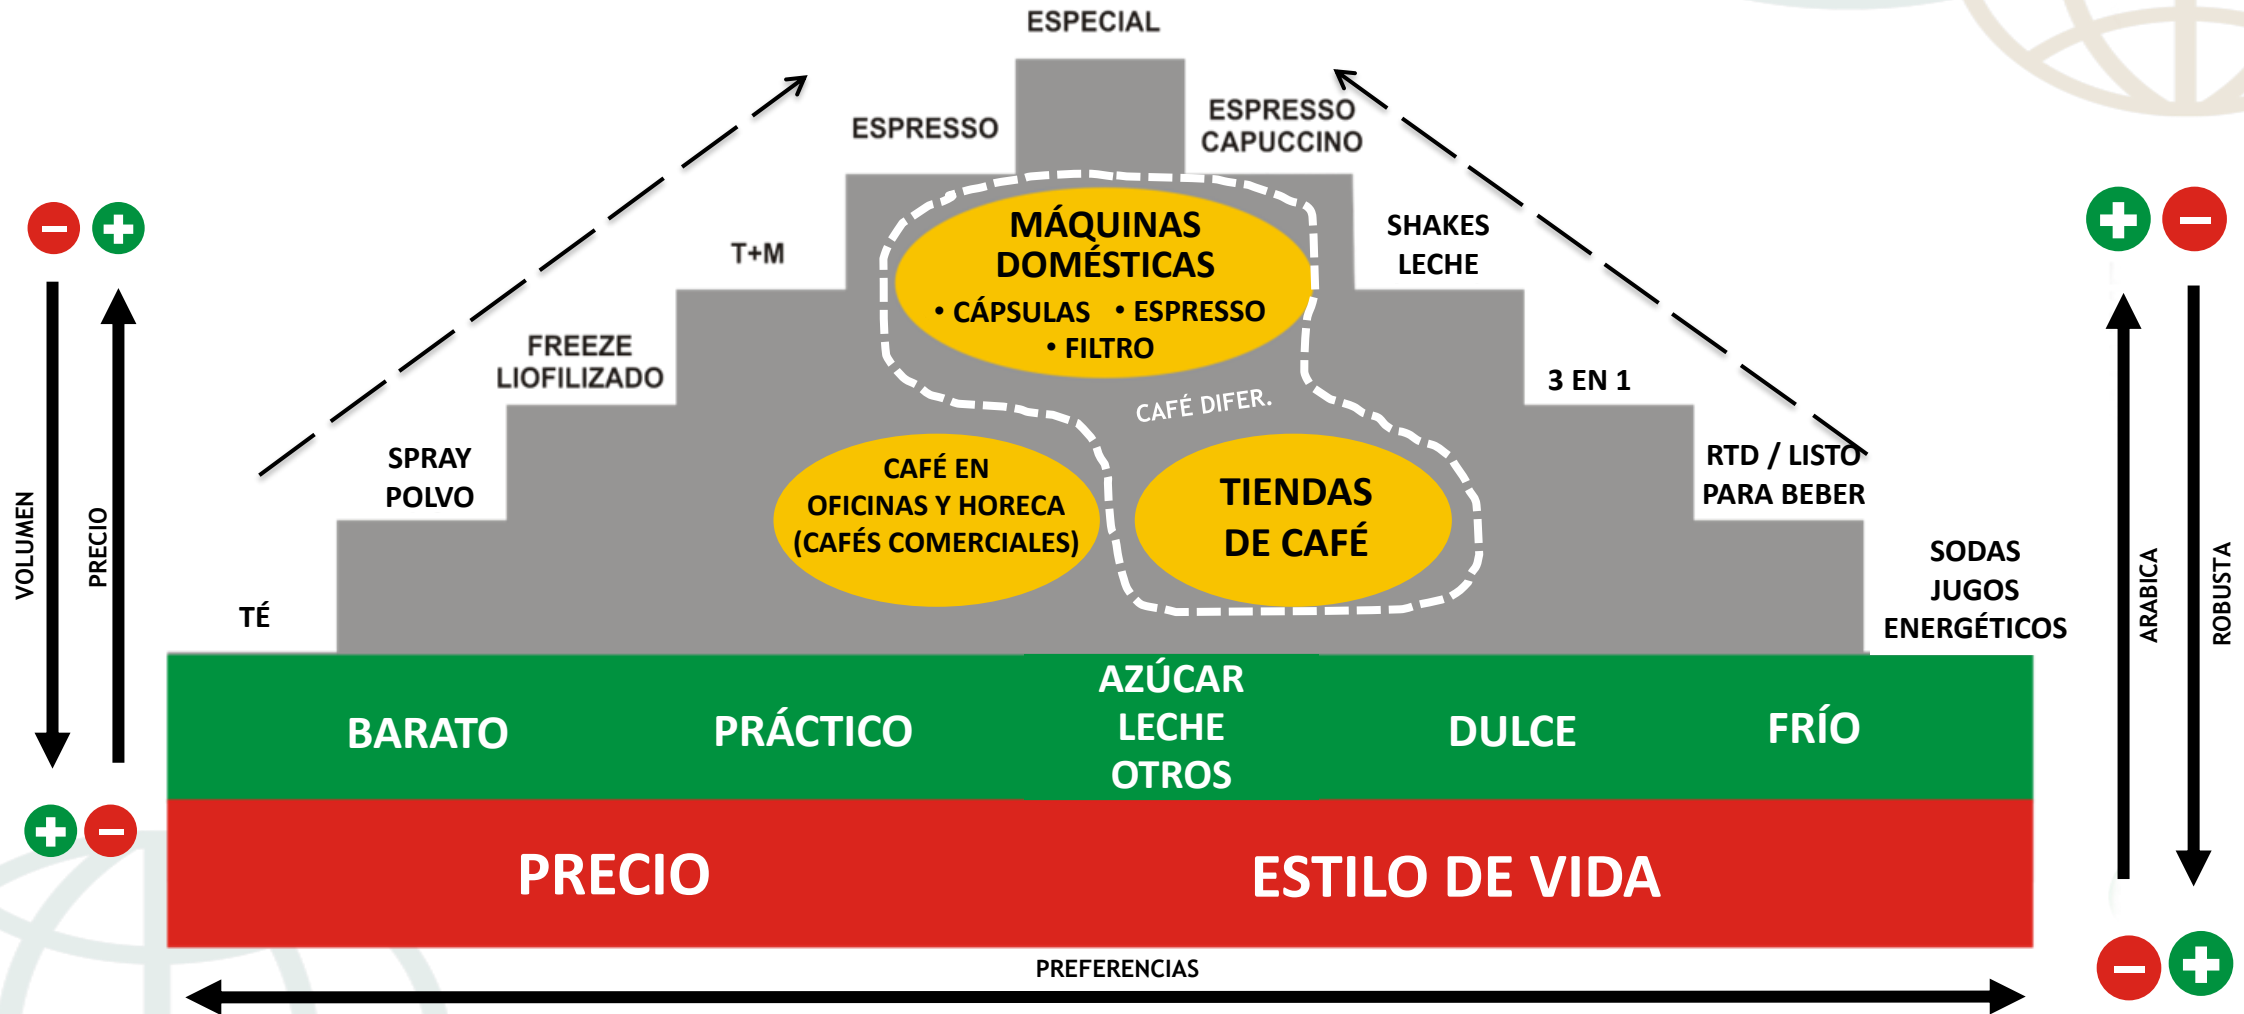 ESPECIAL
ESPRESSO
ESPRESSO
CAPUCCINO
T+M
MÁQUINAS
DOMÉSTICAS
• CÁPSULAS • ESPRESSO
• FILTRO
SHAKES
LECHE
FREEZE
LIOFILIZADO
CAFÉ DIFER.
3 EN 1
SPRAY
POLVO
CAFÉ EN
OFICINAS Y HORECA
(CAFÉS COMERCIALES)
TIENDAS
DE CAFÉ
RTD / LISTO
PARA BEBER
VOLUMEN
PRECIO
TÉ
SODAS
JUGOS
ENERGÉTICOS
ARABICA
ROBUSTA
BARATO
PRÁCTICO
AZÚCAR
LECHE
OTROS
DULCE
FRÍO
PRECIO
ESTILO DE VIDA
PREFERENCIAS